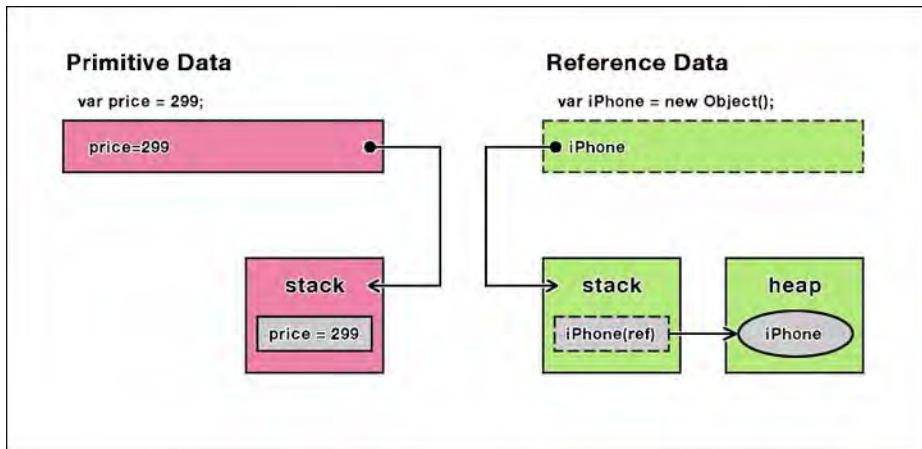 Primitive Data
var price = 299;
price=299
stack
price = 299
Reference Data
var iPhone = new Object();
iPhone
stack
iPhone(ref)
heap
iPhone